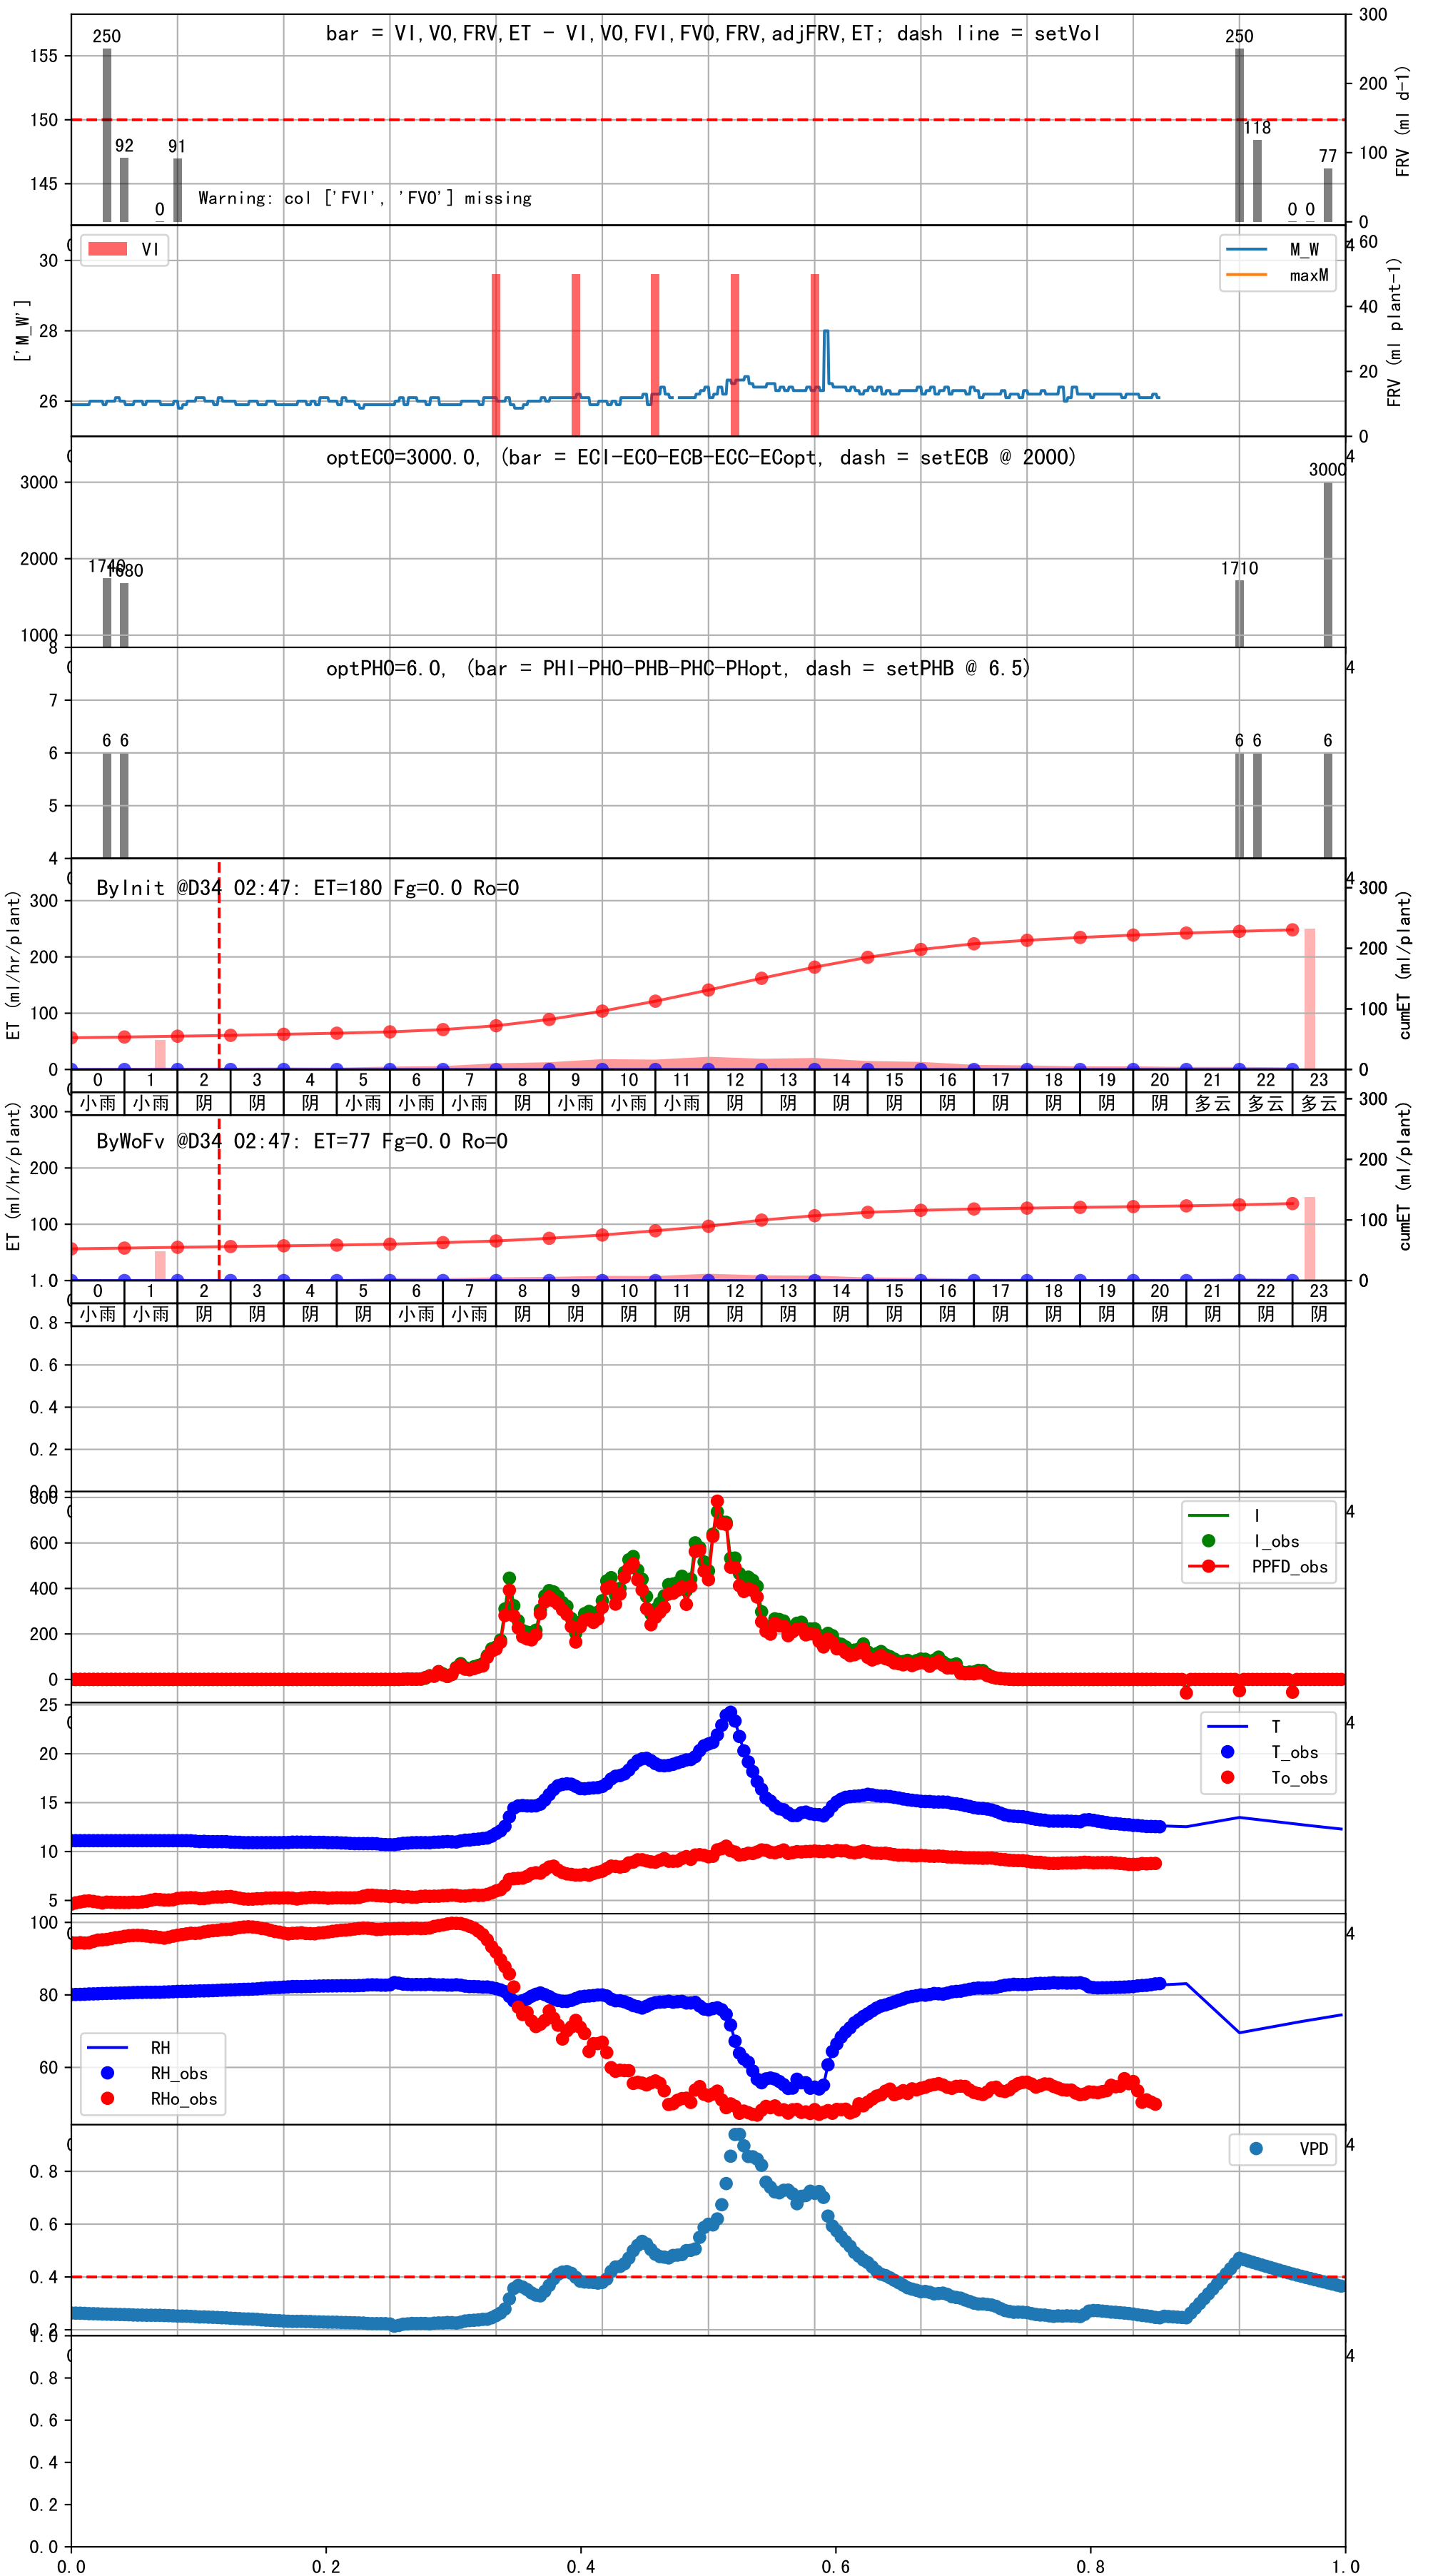 bar = VI,VO,FRV,ET - VI,VO,FVI,FVO,FRV,adjFRV,ET; dash line = setVol
250
92
0
91
250
118
0
0
77
Warning: col ['FVI', 'FVO'] missing
155
150
145
300
200
100
0
FRV (ml d-1)
VI
M_W
maxM
['M_W']
30
28
26
60
40
20
0
FRV (ml plant-1)
optECO=3000.0, (bar = ECI-ECO-ECB-ECC-ECopt, dash = setECB @ 2000)
3000
2000
1000
1740
1680
1710
3000
optPHO=6.0, (bar = PHI-PHO-PHB-PHC-PHopt, dash = setPHB @ 6.5)
8
7
6
5
4
6
6
6
6
6
ByInit @D34 02:47: ET=180 Fg=0.0 Ro=0
ET (ml/hr/plant)
300
200
100
0
300
200
100
0
cumET (ml/plant)
0 1 2 3 4 5 6 7 8 9 10 11 12 13 14 15 16 17 18 19 20 21 22 23
小雨 小雨 阴 阴 阴 小雨 小雨 小雨 阴 小雨 小雨 小雨 阴 阴 阴 阴 阴 阴 阴 阴 阴 多云 多云 多云
ByWoFv @D34 02:47: ET=77 Fg=0.0 Ro=0
ET (ml/hr/plant)
300
200
100
300
200
100
0
cumET (ml/plant)
0 1 2 3 4 5 6 7 8 9 10 11 12 13 14 15 16 17 18 19 20 21 22 23
小雨 小雨 阴 阴 阴 阴 小雨 小雨 阴 阴 阴 阴 阴 阴 阴 阴 阴 阴 阴 阴 阴 阴 阴 阴
1.0
0.8
0.6
0.4
0.2
0.0
800
600
400
200
0
I
I_obs
PPFD_obs
25
20
15
10
5
T
T_obs
To_obs
100
80
60
RH
RH_obs
RHo_obs
0.8
0.6
0.4
0.2
VPD
1.0
0.8
0.6
0.4
0.2
0.0
0.0 0.2 0.4 0.6 0.8 1.0